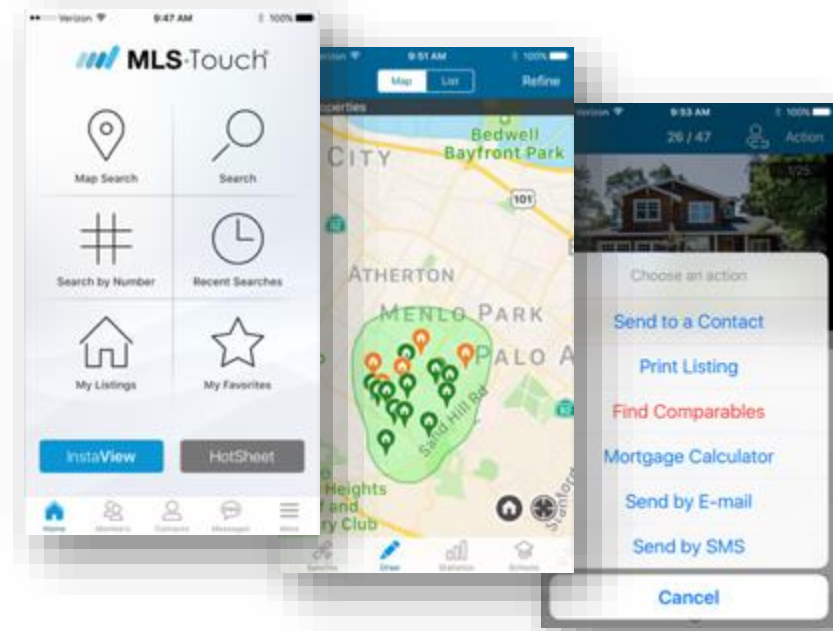 Verizon 9:47 AM 100%
MLS-Touch
Map Search Search
Search by Number Recent Searches
My Listings My Favorites
InstaView HotSheet
Home Members Contacts Messages More
9:51 AM 100%
Map List Refine
Bedwell
Bayfront Park
CITY
101
ATHERTON
MENLO PARK
PALO A
Sand Hill Rd
Stanford
Heights
f and
ry Club
Satellite Draw Statistics Schools
Verizon 9:53 AM 100%
26 / 47 Action
1/25
Choose an action
Send to a Contact
Print Listing
Find Comparables
Mortgage Calculator
Send by E-mail
Send by SMS
Cancel